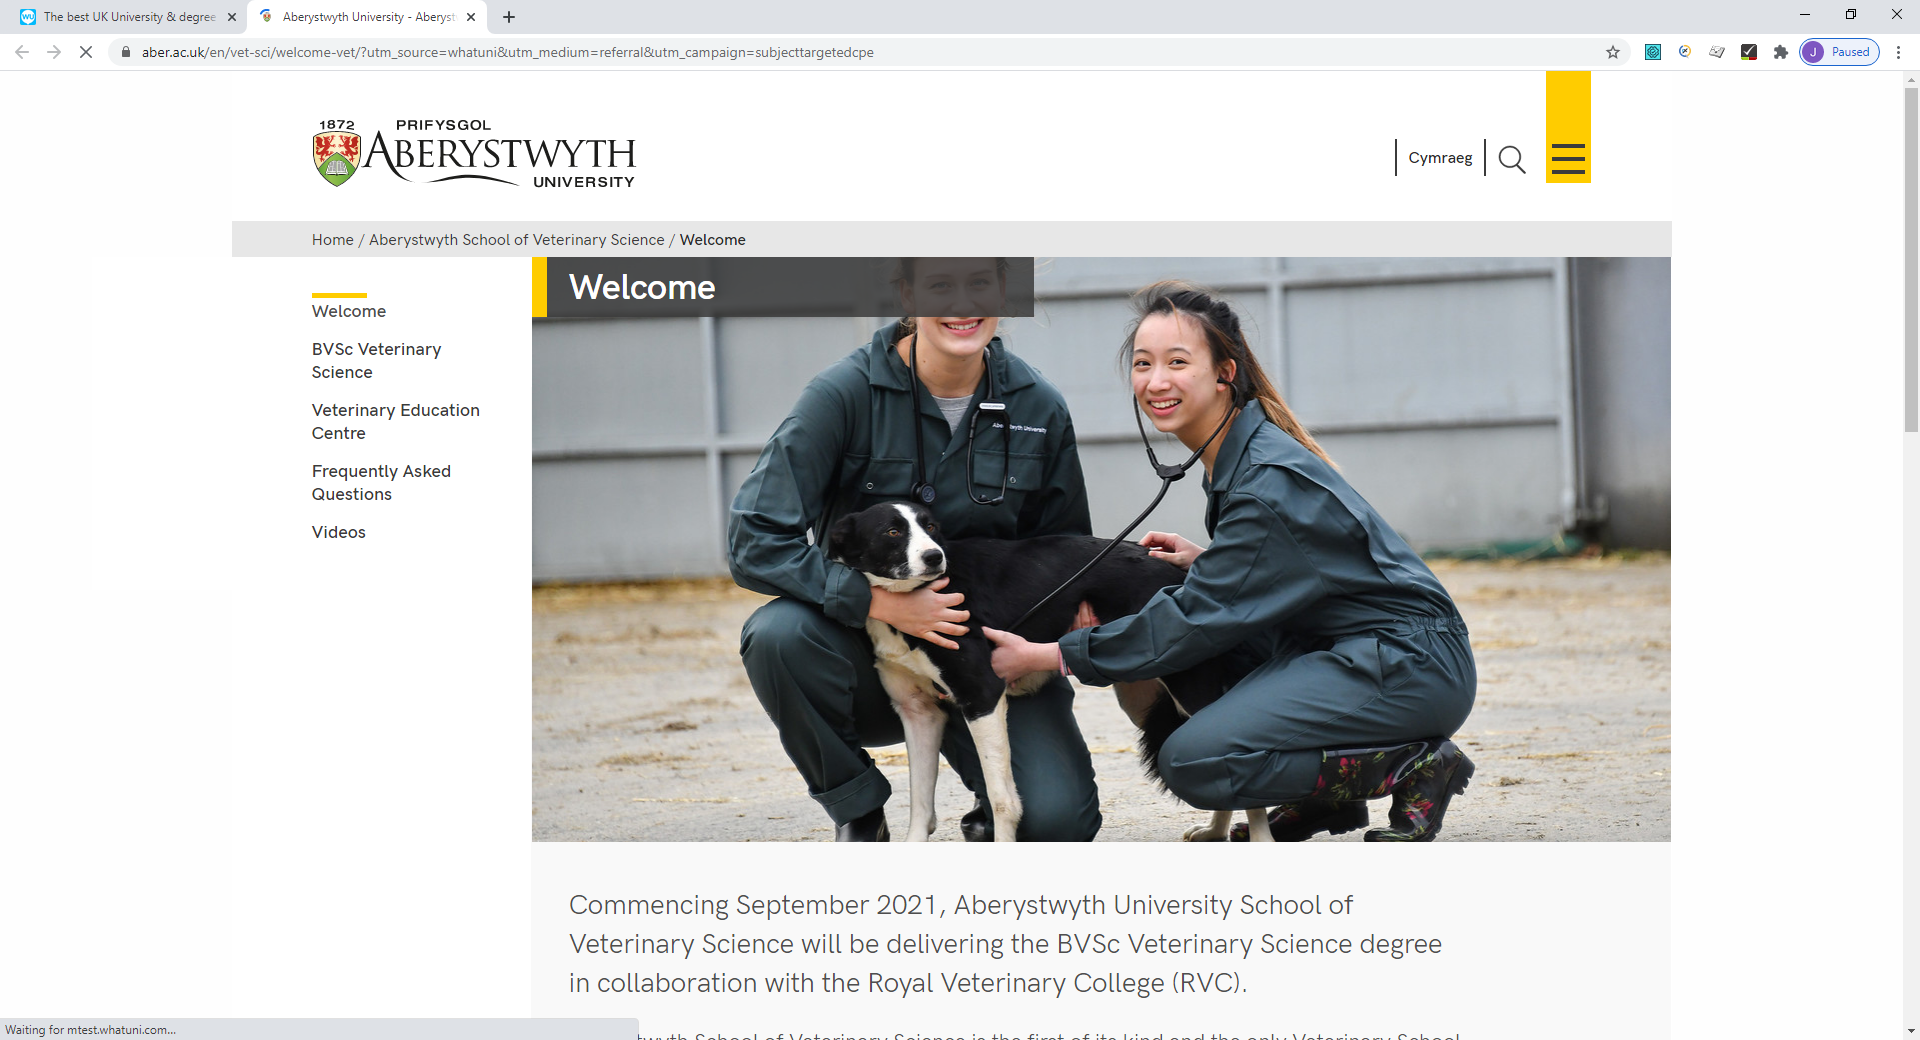 The best UK University & degree
Aberystwyth University - Aberyst
aber.ac.uk/en/vet-sci/welcome-vet/?utm_source=whatuni&utm_medium=referral&utm_campaign=subjecttargetedcpe
J Paused
1872 PRIFYSGOL
ABERYSTWYTH
UNIVERSITY
Cymraeg
Home / Aberystwyth School of Veterinary Science / Welcome
Welcome
BVSc Veterinary
Science
Veterinary Education
Centre
Frequently Asked
Questions
Videos
Welcome
Commencing September 2021, Aberystwyth University School of
Veterinary Science will be delivering the BVSc Veterinary Science degree
in collaboration with the Royal Veterinary College (RVC).
twyth School of Veterinary Science is the first of its kind and the only Veterinary School
Waiting for mtest.whatuni.com...